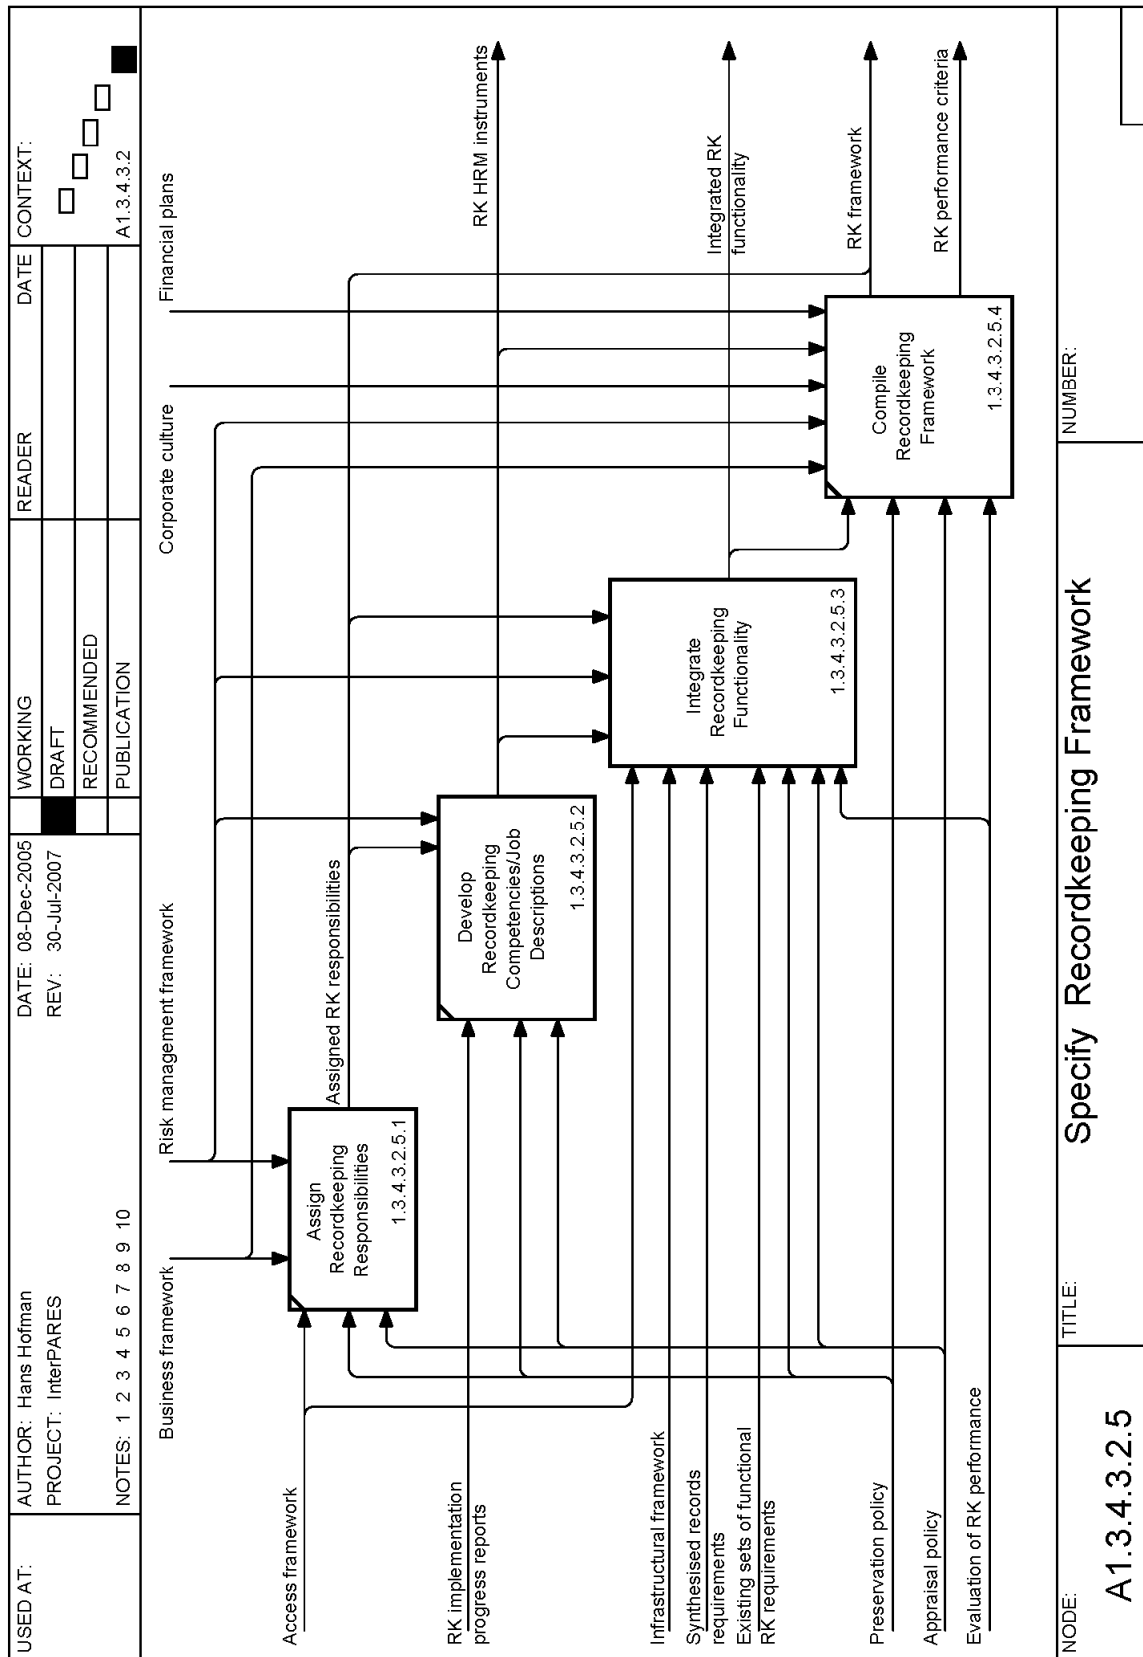 USED AT:
AUTHOR: Hans Hofman
PROJECT: InterPARES
NOTES: 1 2 3 4 5 6 7 8 9 10
DATE: 08-Dec-2005
REV: 30-Jul-2007
WORKING
DRAFT
RECOMMENDED
PUBLICATION
READER
DATE
CONTEXT:
A1.3.4.3.2
Business framework
Risk management framework
Corporate culture
Financial plans
Access framework
Assign
Recordkeeping
Responsibilities
1.3.4.3.2.5.1
Assigned RK responsibilities
RK implementation
progress reports
Develop
Recordkeeping
Competencies/Job
Descriptions
1.3.4.3.2.5.2
RK HRM instruments
Infrastructural framework
Synthesised records
requirements
Existing sets of functional
RK requirements
Integrate
Recordkeeping
Functionality
1.3.4.3.2.5.3
Integrated RK
functionality
Preservation policy
Appraisal policy
Evaluation of RK performance
Compile
Recordkeeping
Framework
1.3.4.3.2.5.4
RK framework
RK performance criteria
NODE:
A1.3.4.3.2.5
TITLE:
Specify Recordkeeping Framework
NUMBER: